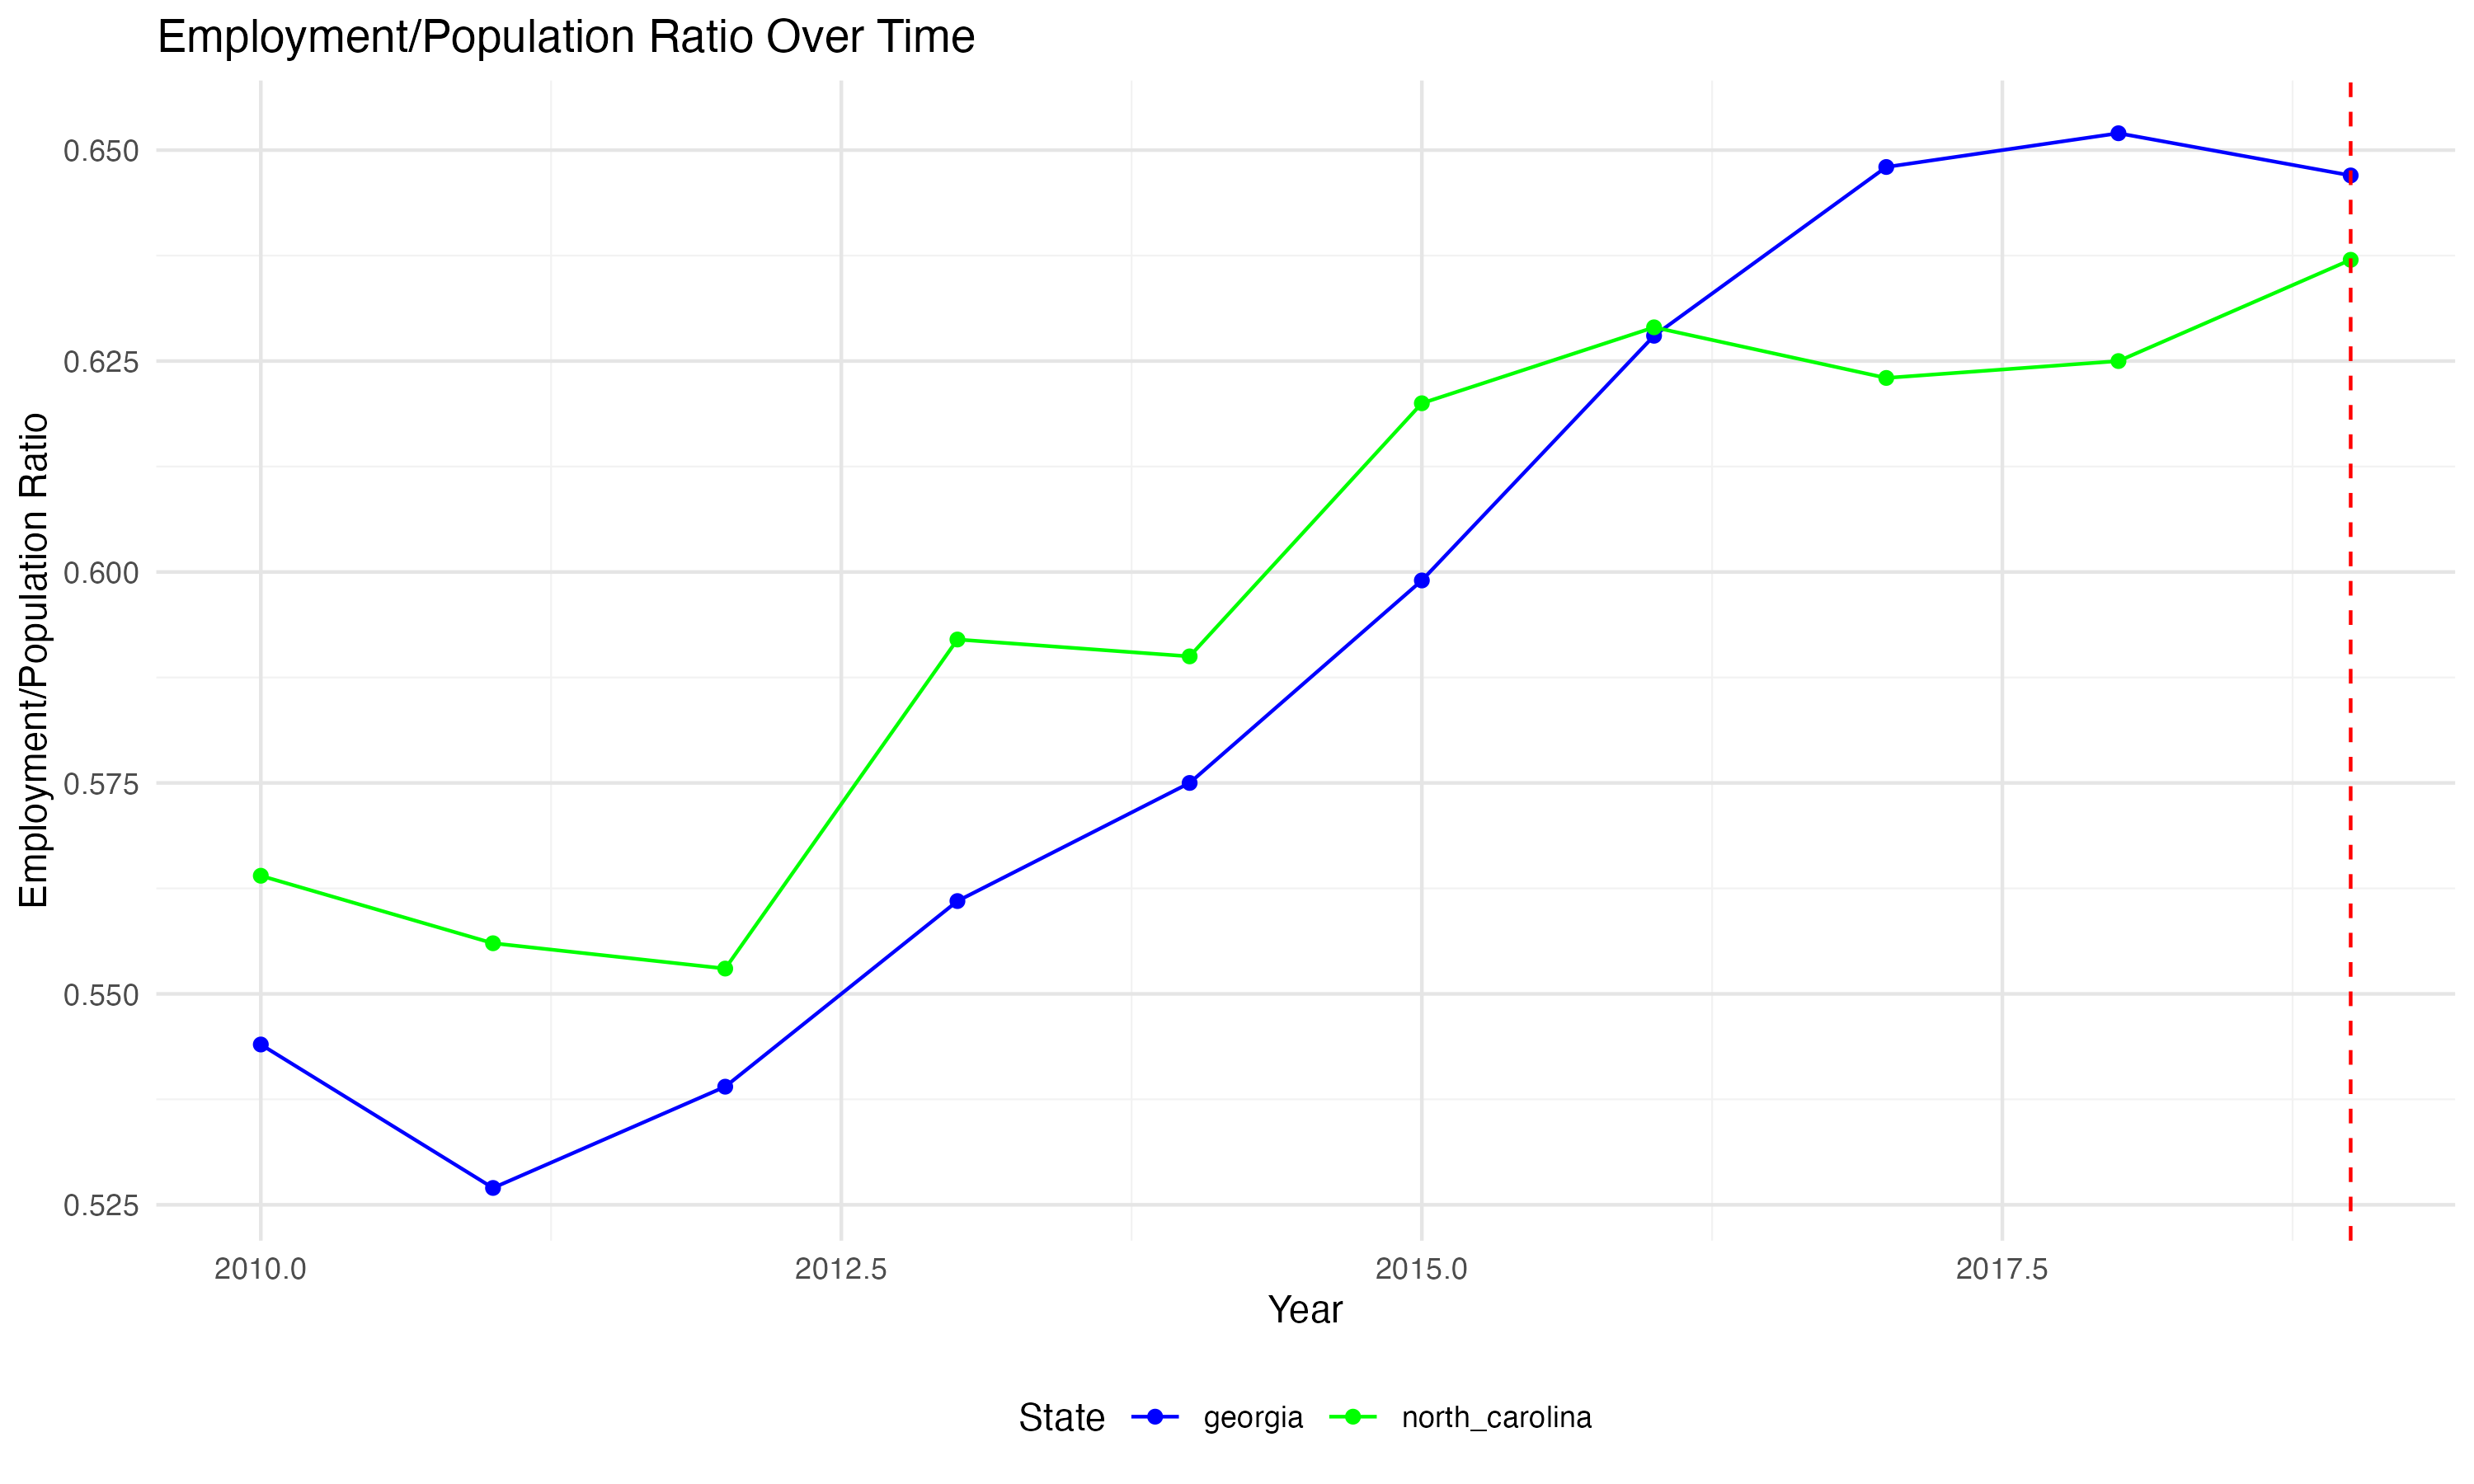 Employment/Population Ratio Over Time
Employment/Population Ratio
0.650
0.625
0.600
0.575
0.550
0.525
2010.0 2012.5 2015.0 2017.5
Year
State georgia north_carolina